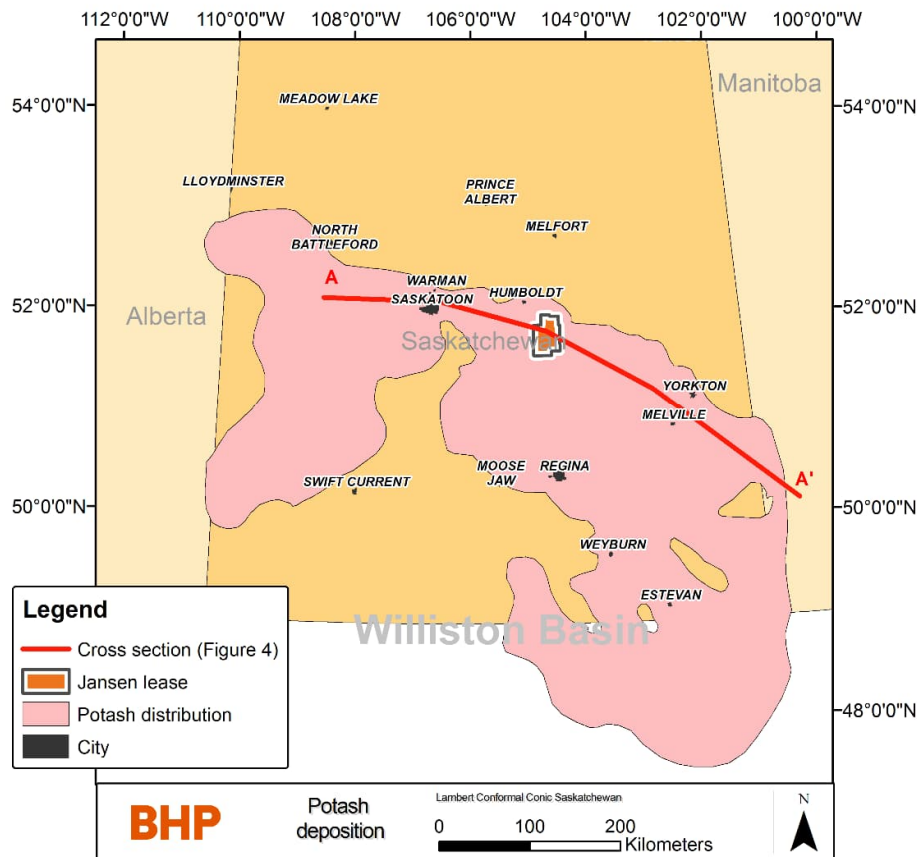 112°0'0"W 110°0'0"W 108°0'0"W 106°0'0"W 104°0'0"W 102°0'0"W 100°0'0"W
Manitoba
54°0'0"N
54°0'0"N
MEADOW LAKE
LLOYDMINSTER
PRINCE
ALBERT
MELFORT
NORTH
BATTLEFORD
A
WARMAN
SASKATOON
HUMBOLDT
52°0'0"N
52°0'0"N
Alberta
Saskatchewan
YORKTON
MELVILLE
MOOSE
JAW
REGINA
SWIFT CURRENT
A'
50°0'0"N
50°0'0"N
WEYBURN
ESTEVAN
Williston Basin
48°0'0"N
Legend
Cross section (Figure 4)
Jansen lease
Potash distribution
City
BHP
Potash
deposition
Lambert Conformal Conic Saskatchewan
0 100 200
Kilometers
N